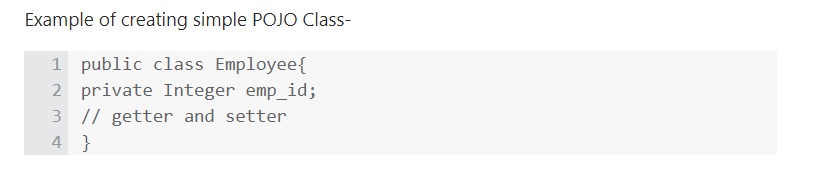 Example of creating simple POJO Class-
1 public class Employee{
2 private Integer emp_id;
3 // getter and setter
4 }